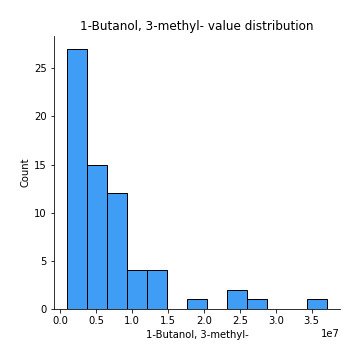 1-Butanol, 3-methyl- value distribution
25
20
15
10
5
0
Count
0.0 0.5 1.0 1.5 2.0 2.5 3.0 3.5
1e7
1-Butanol, 3-methyl-